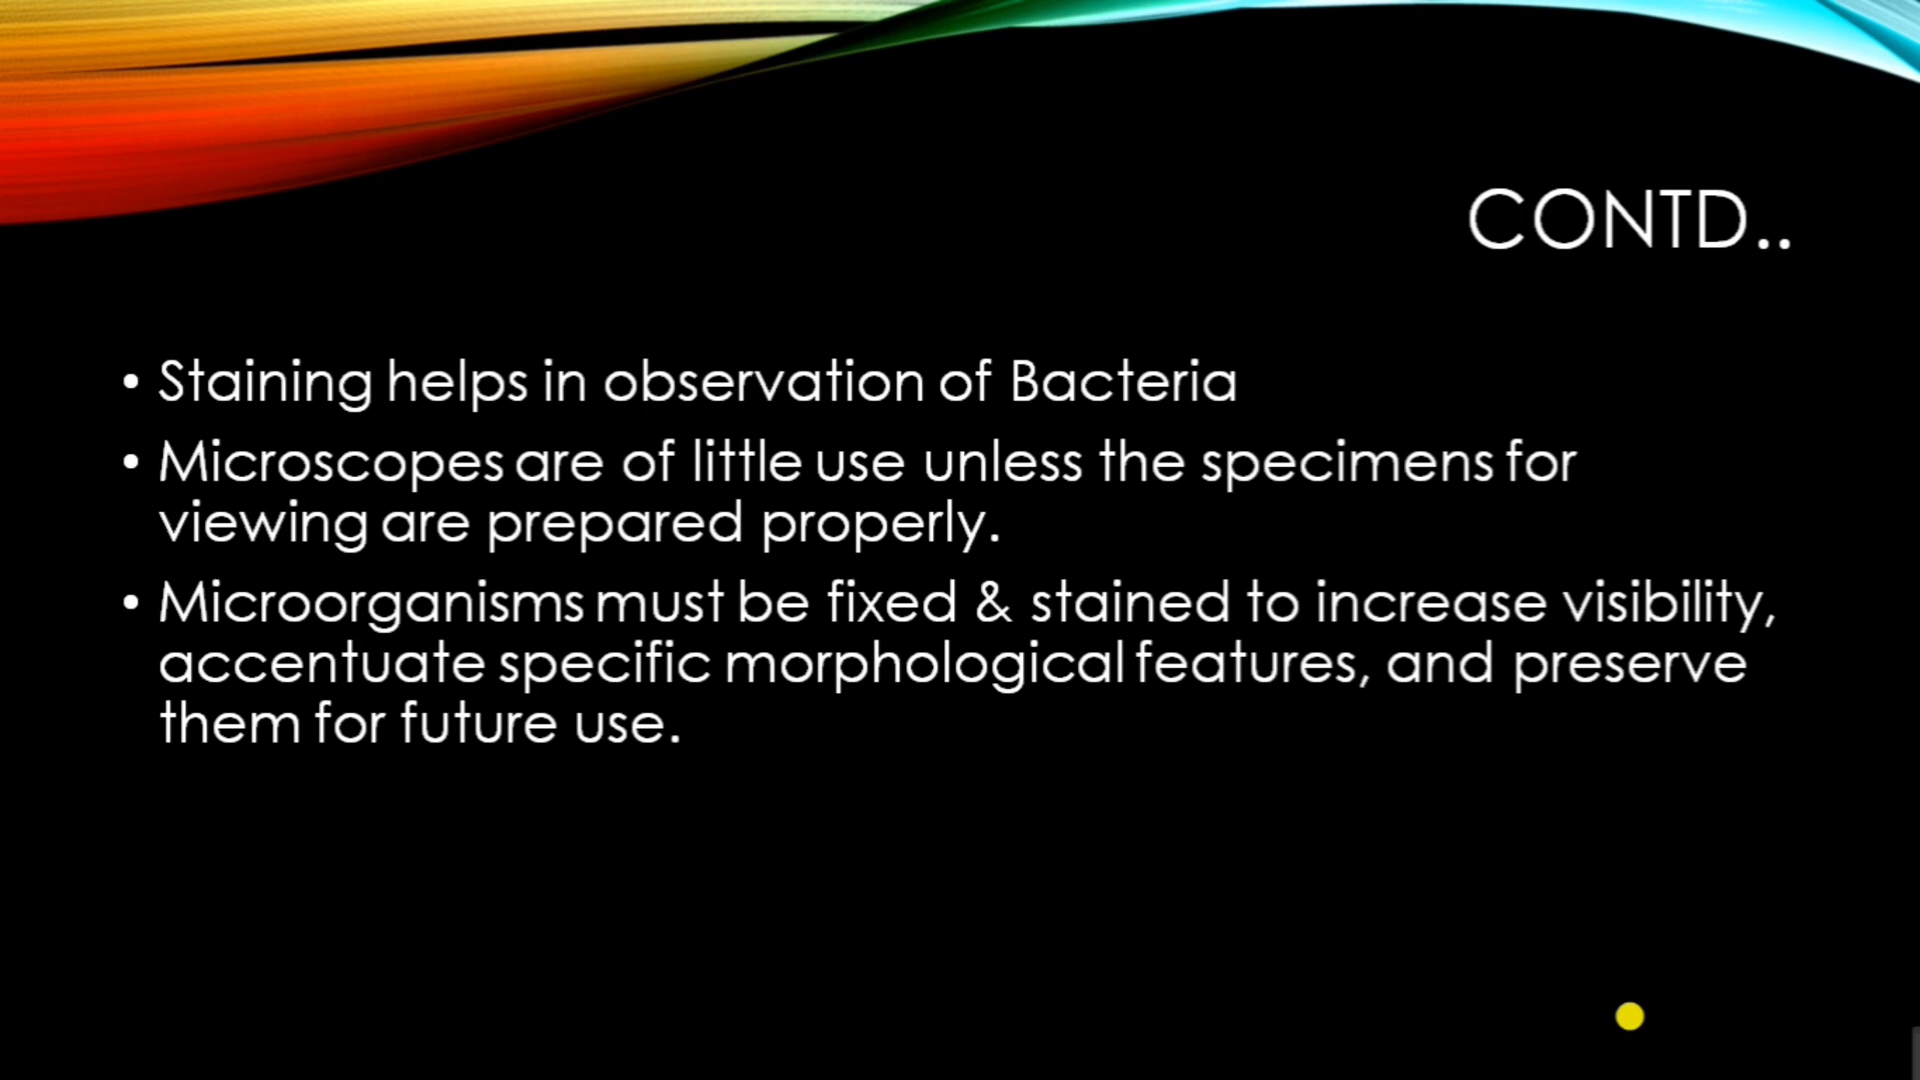 CONTD..
• Staining helps in observation of Bacteria
• Microscopes are of little use unless the specimens for
viewing are prepared properly.
• Microorganisms must be fixed & stained to increase visibility,
accentuate specific morphological features, and preserve
them for future use.